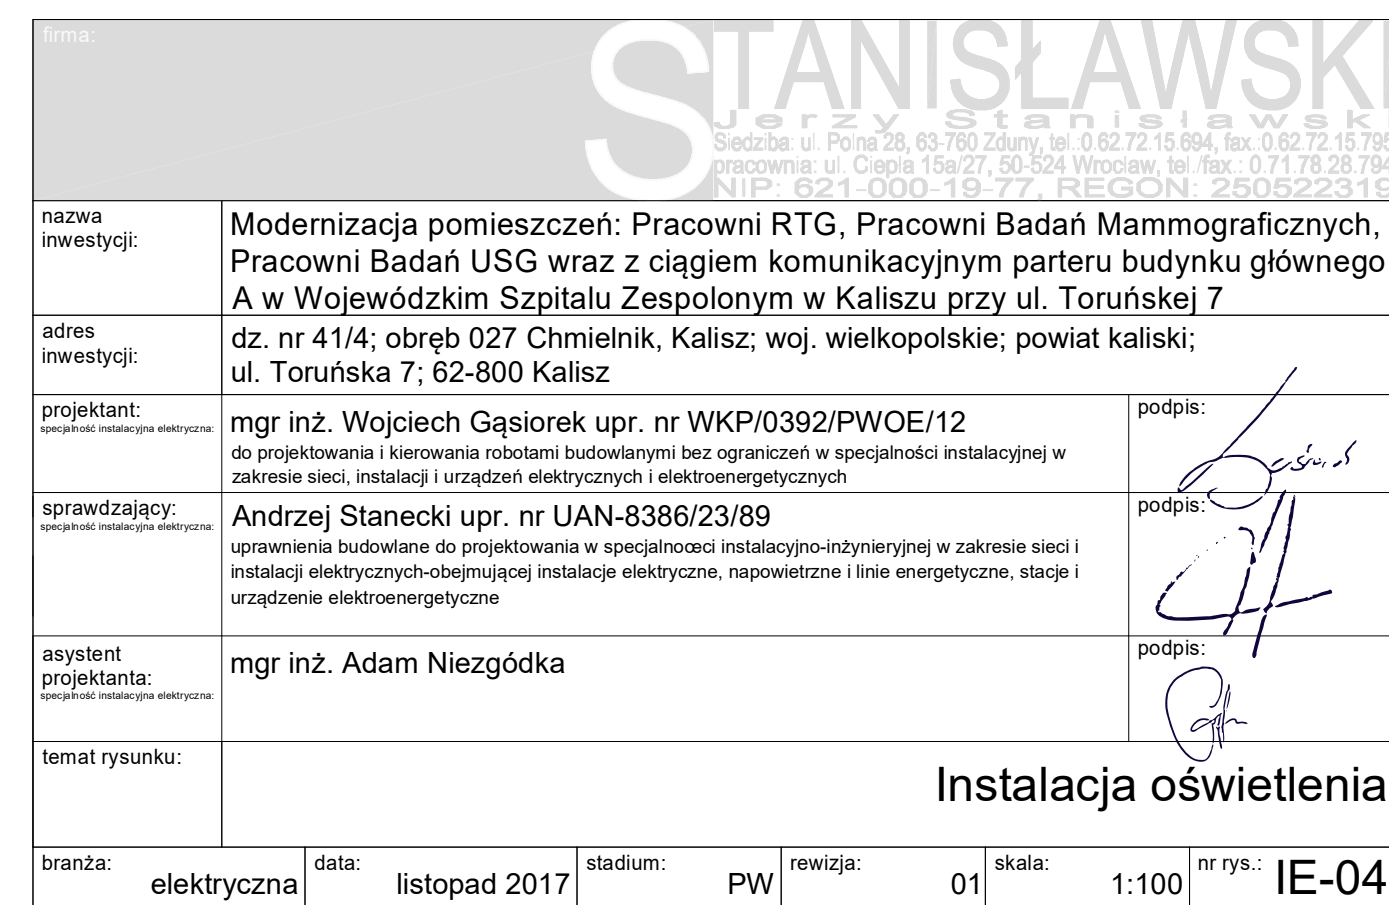 firma:
STANISŁAWSKI
Jerzy Stanisławski
Siedziba: ul. Polna 28, 63-760 Zduny, tel.:0.62.72.15.694, fax.:0.62.72.15.795
pracownia: ul. Ciepła 15a/27, 50-524 Wrocław, tel./fax.: 0.71.78.28.794
NIP: 621-000-19-77, REGON: 250522319
nazwa
inwestycji:
Modernizacja pomieszczeń: Pracowni RTG, Pracowni Badań Mammograficznych,
Pracowni Badań USG wraz z ciągiem komunikacyjnym parteru budynku głównego
A w Wojewódzkim Szpitalu Zespolonym w Kaliszu przy ul. Toruńskej 7
adres
inwestycji:
dz. nr 41/4; obręb 027 Chmielnik, Kalisz; woj. wielkopolskie; powiat kaliski;
ul. Toruńska 7; 62-800 Kalisz
projektant:
specjalność instalacyjna elektryczna:
mgr inż. Wojciech Gąsiorek upr. nr WKP/0392/PWOE/12
do projektowania i kierowania robotami budowlanymi bez ograniczeń w specjalności instalacyjnej w
zakresie sieci, instalacji i urządzeń elektrycznych i elektroenergetycznych
podpis:
sprawdzający:
specjalność instalacyjna elektryczna:
Andrzej Stanecki upr. nr UAN-8386/23/89
uprawnienia budowlane do projektowania w specjalnoœci instalacyjno-inżynieryjnej w zakresie sieci i
instalacji elektrycznych-obejmującej instalacje elektryczne, napowietrzne i linie energetyczne, stacje i
urządzenie elektroenergetyczne
podpis:
asystent
projektanta:
specjalność instalacyjna elektryczna:
mgr inż. Adam Niezgódka
podpis:
temat rysunku:
Instalacja oświetlenia
branża:
elektryczna
data:
listopad 2017
stadium:
PW
rewizja:
01
skala:
1:100
nr rys.:
IE-04